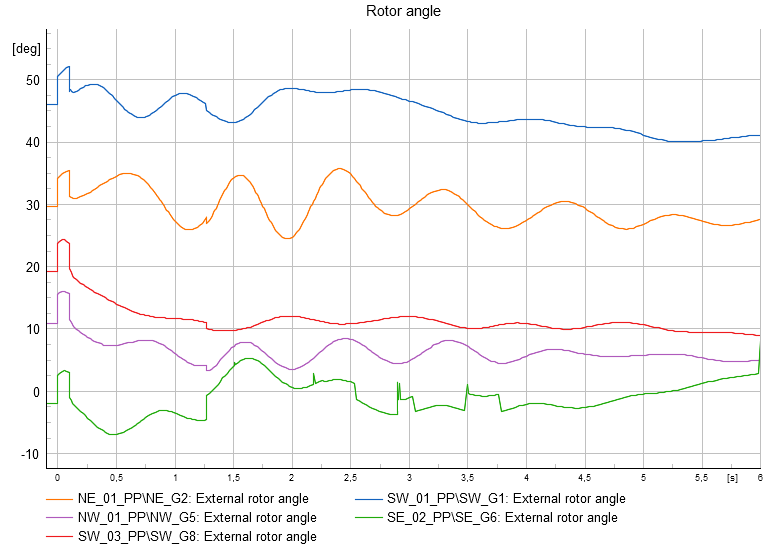 Rotor angle
[deg]
50
40
30
20
10
0
-10
0 0,5 1 1,5 2 2,5 3 3,5 4 4,5 5 5,5 [s] 6
NE_01_PP\NE_G2: External rotor angle SW_01_PP\SW_G1: External rotor angle
NW_01_PP\NW_G5: External rotor angle SE_02_PP\SE_G6: External rotor angle
SW_03_PP\SW_G8: External rotor angle